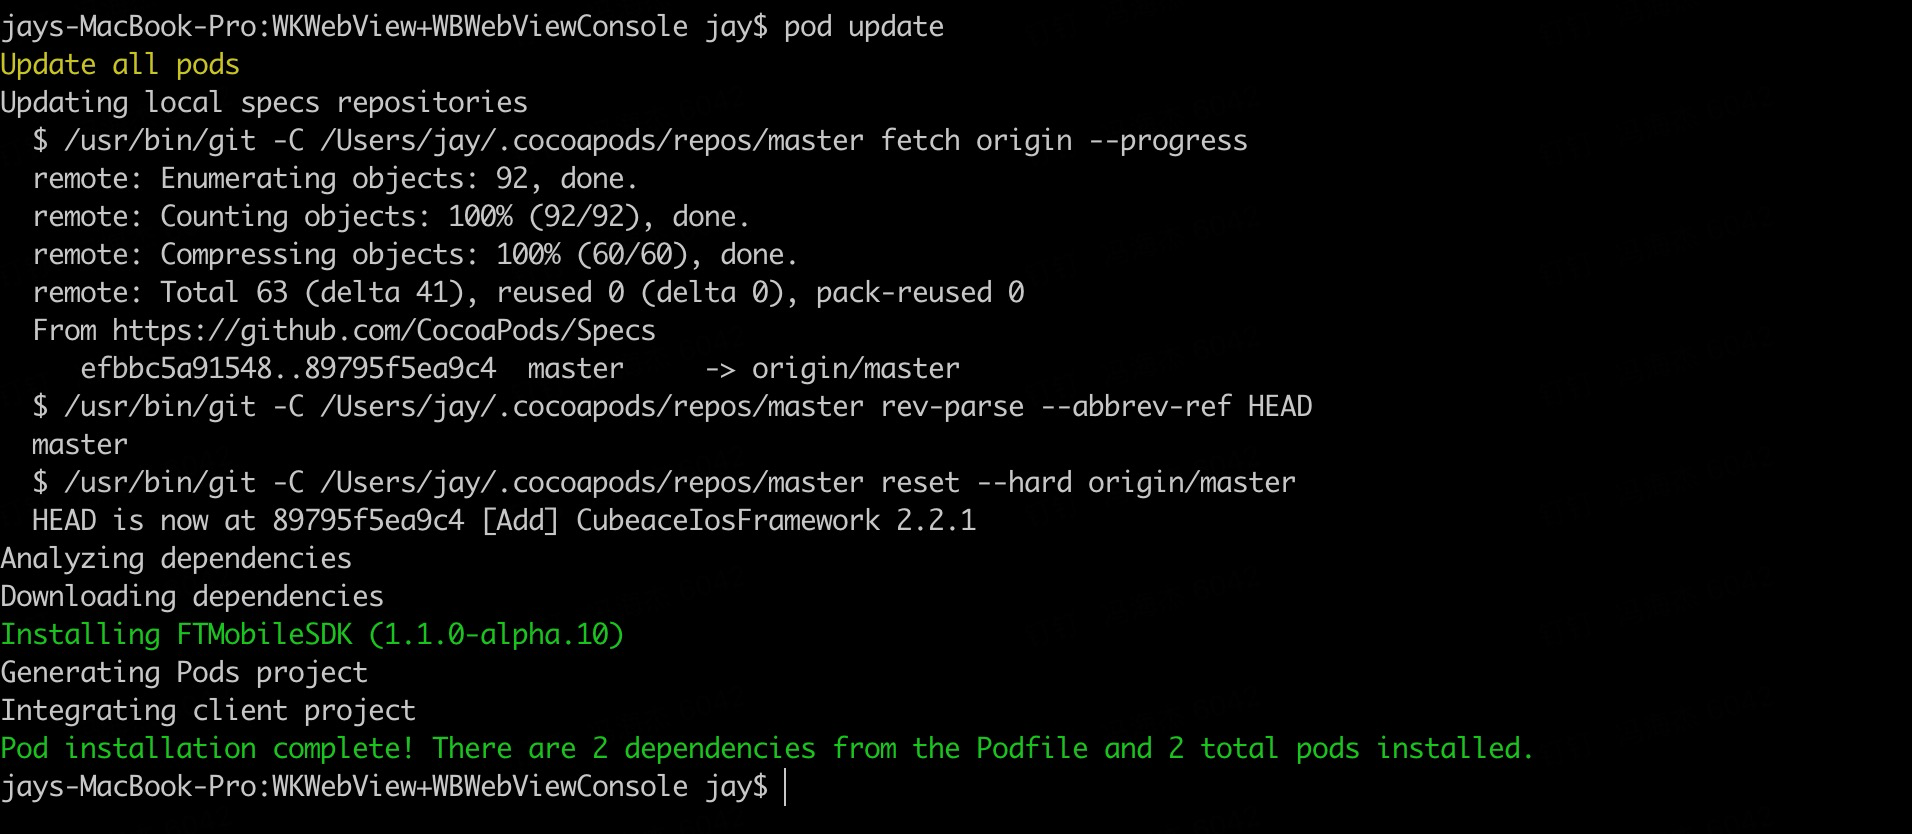 jays-MacBook-Pro:WKWebView+WBWebViewConsole jay$ pod update
Update all pods
Updating local specs repositories
  $ /usr/bin/git -C /Users/jay/.cocoapods/repos/master fetch origin --progress
  remote: Enumerating objects: 92, done.
  remote: Counting objects: 100% (92/92), done.
  remote: Compressing objects: 100% (60/60), done.
  remote: Total 63 (delta 41), reused 0 (delta 0), pack-reused 0
  From https://github.com/CocoaPods/Specs
     efbbc5a91548..89795f5ea9c4  master     -> origin/master
  $ /usr/bin/git -C /Users/jay/.cocoapods/repos/master rev-parse --abbrev-ref HEAD
  master
  $ /usr/bin/git -C /Users/jay/.cocoapods/repos/master reset --hard origin/master
  HEAD is now at 89795f5ea9c4 [Add] CubeaceIosFramework 2.2.1
Analyzing dependencies
Downloading dependencies
Installing FTMobileSDK (1.1.0-alpha.10)
Generating Pods project
Integrating client project
Pod installation complete! There are 2 dependencies from the Podfile and 2 total pods installed.
jays-MacBook-Pro:WKWebView+WBWebViewConsole jay$